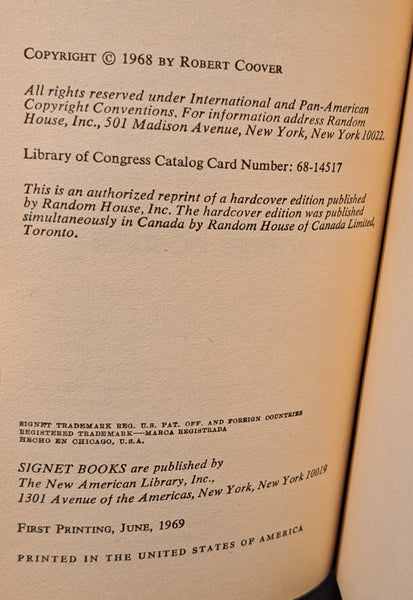 COPYRIGHT © 1968 BY ROBERT COOVER
All rights reserved under International and Pan-American
Copyright Conventions. For information address Random
House, Inc., 501 Madison Avenue, New York, New York 10022.
Library of Congress Catalog Card Number: 68-14517
This is an authorized reprint of a hardcover edition published
by Random House, Inc. The hardcover edition was published
simultaneously in Canada by Random House of Canada Limited,
Toronto.
SIGNET TRADEMARK REG. U.S. PAT. OFF. AND FOREIGN COUNTRIES
REGISTERED TRADEMARK—MARCA REGISTRADA
HECHO EN CHICAGO, U.S.A.
SIGNET BOOKS are published by
The New American Library, Inc.,
1301 Avenue of the Americas, New York, New York 10019
FIRST PRINTING, JUNE, 1969
PRINTED IN THE UNITED STATES OF AMERICA